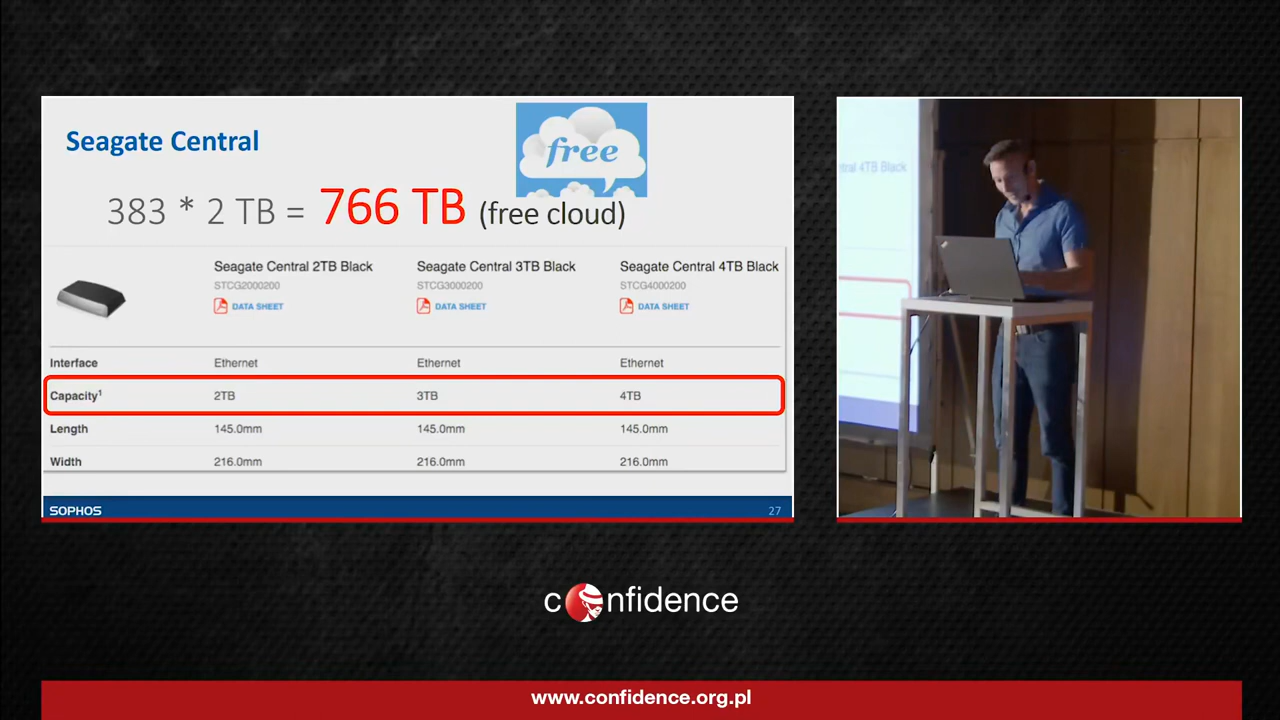 Seagate Central
free
383 * 2 TB = 766 TB (free cloud)
Seagate Central 2TB Black Seagate Central 3TB Black Seagate Central 4TB Black
STCG2000200 STCG3000200 STCG4000200
DATA SHEET DATA SHEET DATA SHEET
Interface Ethernet Ethernet Ethernet
Capacity¹ 2TB 3TB 4TB
Length 145.0mm 145.0mm 145.0mm
Width 216.0mm 216.0mm 216.0mm
SOPHOS 27
tral 4TB Black
confidence
www.confidence.org.pl